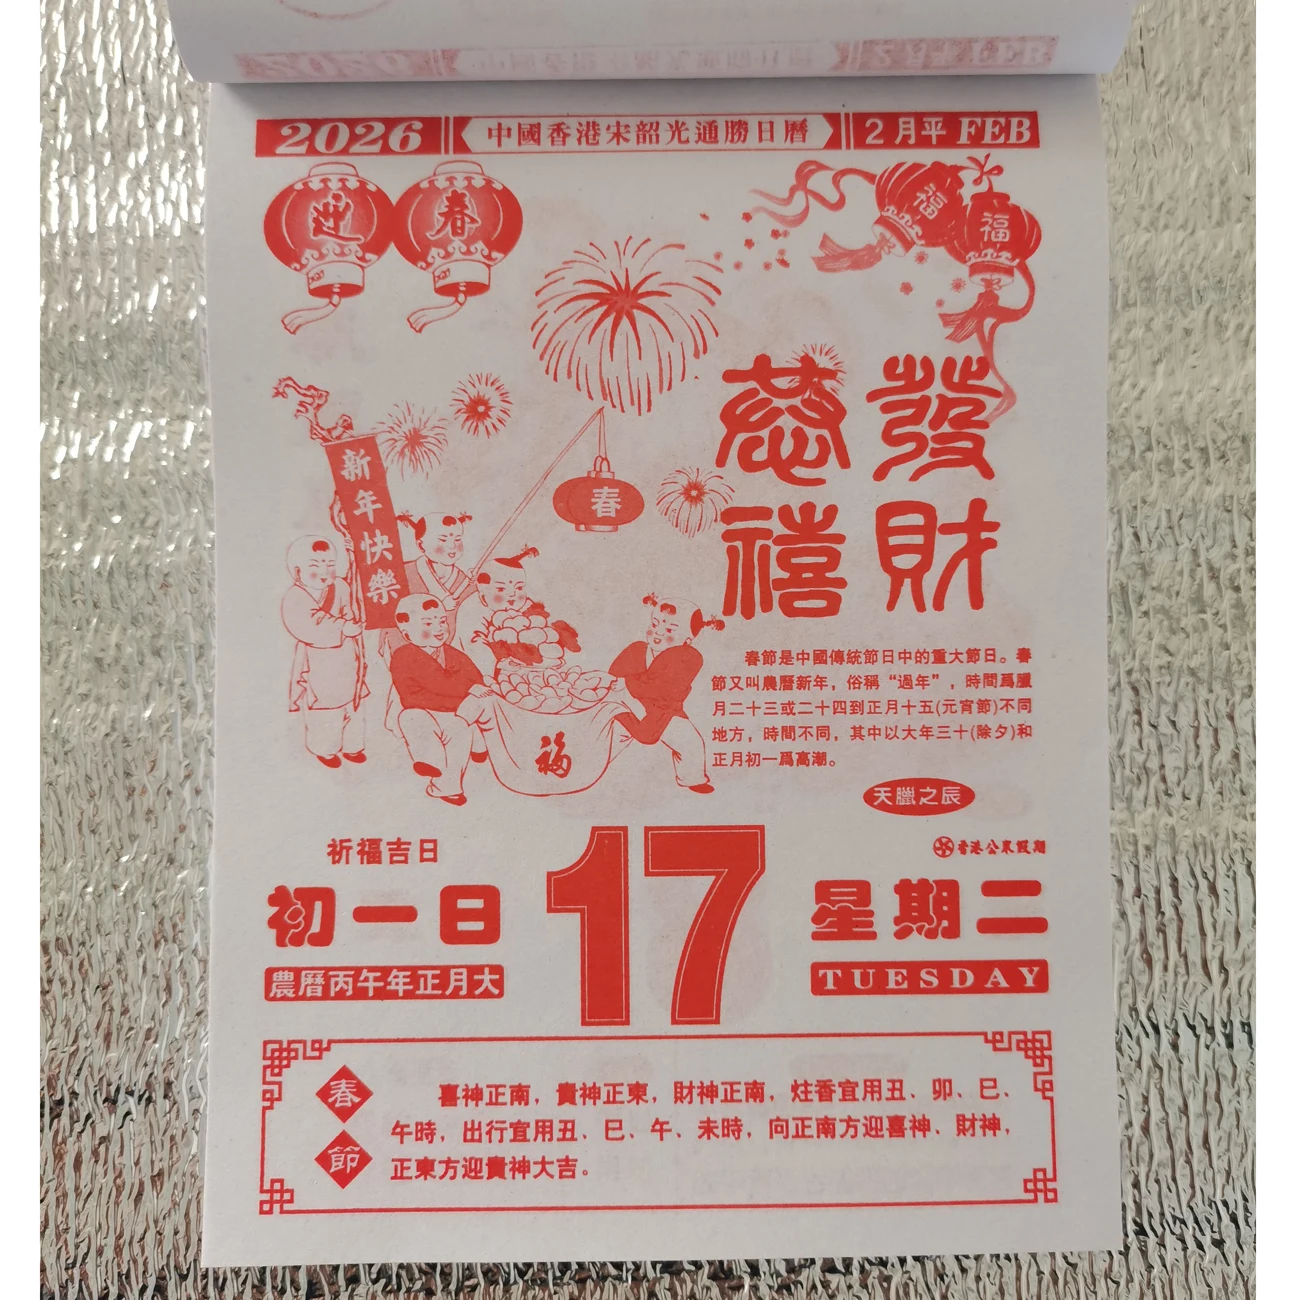 2026 中國香港宋韶光通勝日曆 2月平 FEB
迎春
福福
新年快樂
春
恭發
禧財
福
春節是中國傳統節日中的重大節日。春
節又叫農曆新年，俗稱“過年”，時間爲臘
月二十三或二十四到正月十五(元宵節)不同
地方，時間不同，其中以大年三十(除夕)和
正月初一爲高潮。
天臘之辰
祈福吉日
香港公眾假期
初一日
17
星期二
農曆丙午年正月大
TUESDAY
春節
喜神正南，貴神正東，財神正南，炷香宜用丑、卯、巳、
午時，出行宜用丑、巳、午、未時，向正南方迎喜神、財神，
正東方迎貴神大吉。